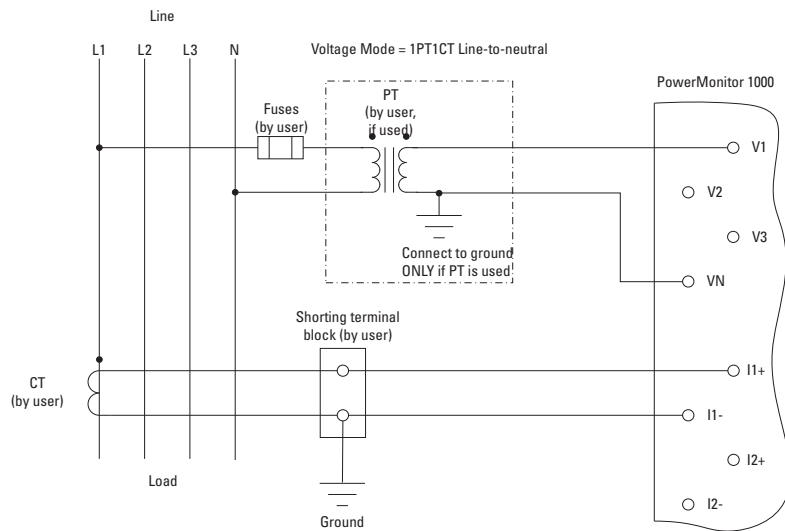 Line
L1 L2 L3 N
Voltage Mode = 1PT1CT Line-to-neutral
PowerMonitor 1000
Fuses
(by user)
PT
(by user,
if used)
V1
V2
V3
Connect to ground
ONLY if PT is used
VN
Shorting terminal
block (by user)
CT
(by user)
I1+
I1-
I2+
I2-
Load
Ground